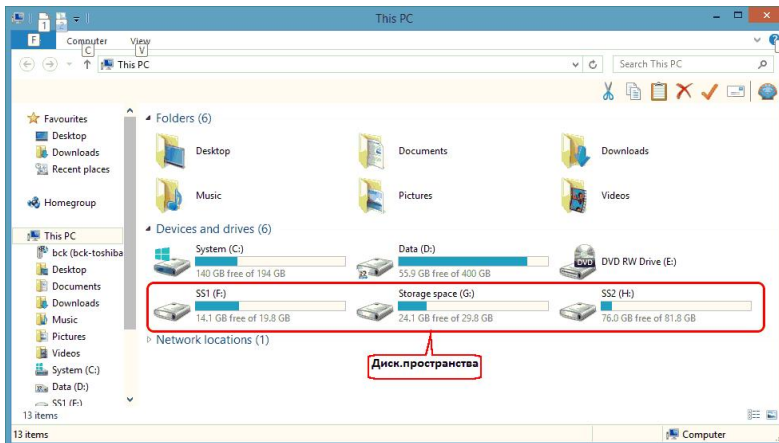 This PC
1
2
F
Computer
View
C
V
This PC
Search This PC
Favourites
Desktop
Downloads
Recent places
Homegroup
This PC
bck (bck-toshiba
Desktop
Documents
Downloads
Music
Pictures
Videos
System (C:)
Data (D:)
SS1 (F:)
Folders (6)
Desktop
Documents
Downloads
Music
Pictures
Videos
Devices and drives (6)
System (C:)
140 GB free of 194 GB
Data (D:)
55.9 GB free of 400 GB
DVD
DVD RW Drive (E:)
SS1 (F:)
14.1 GB free of 19.8 GB
Storage space (G:)
24.1 GB free of 29.8 GB
SS2 (H:)
76.0 GB free of 81.8 GB
Network locations (1)
Диск.пространства
13 items
13 items
Computer